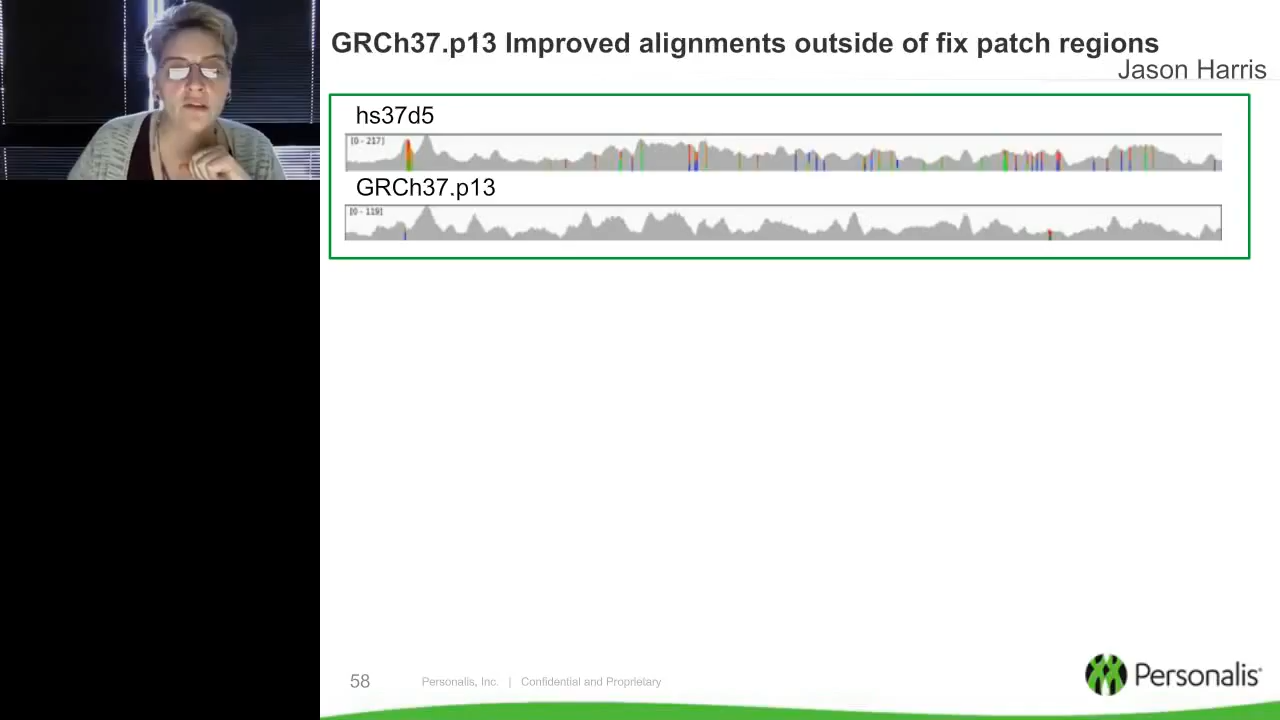 GRCh37.p13 Improved alignments outside of fix patch regions
Jason Harris
hs37d5
[0 - 217]
GRCh37.p13
[0 - 119]
58
Personalis, Inc. | Confidential and Proprietary
Personalis